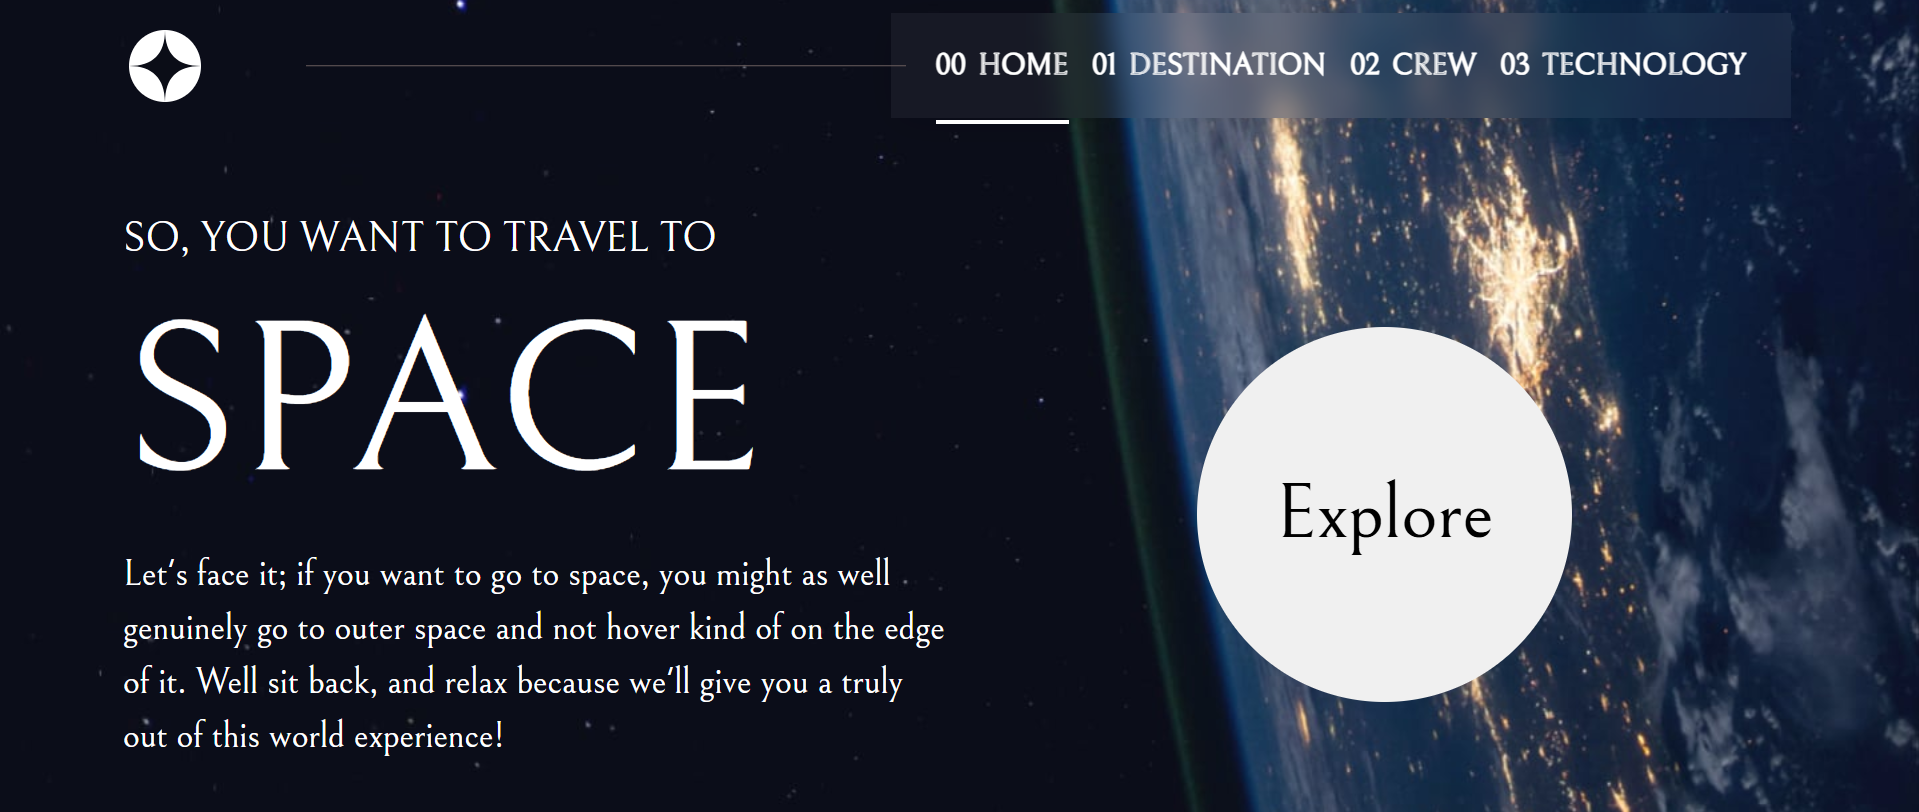 00 HOME 01 DESTINATION 02 CREW 03 TECHNOLOGY
SO, YOU WANT TO TRAVEL TO
SPACE
Let's face it; if you want to go to space, you might as well
genuinely go to outer space and not hover kind of on the edge
of it. Well sit back, and relax because we'll give you a truly
out of this world experience!
Explore